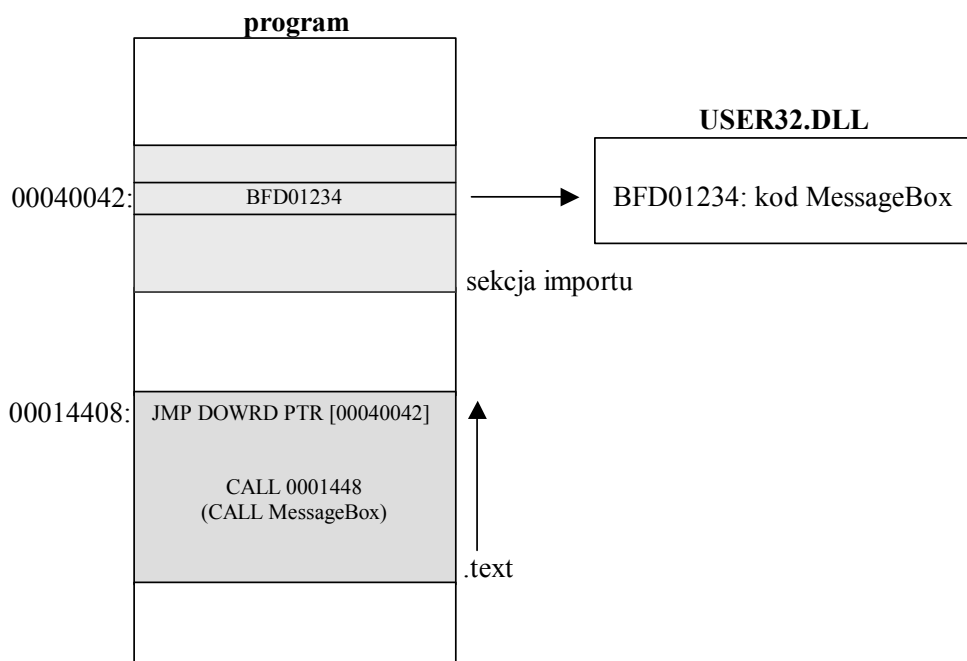 program
USER32.DLL
00040042:
BFD01234
BFD01234: kod MessageBox
sekcja importu
00014408:
JMP DOWRD PTR [00040042]
CALL 0001448
(CALL MessageBox)
.text